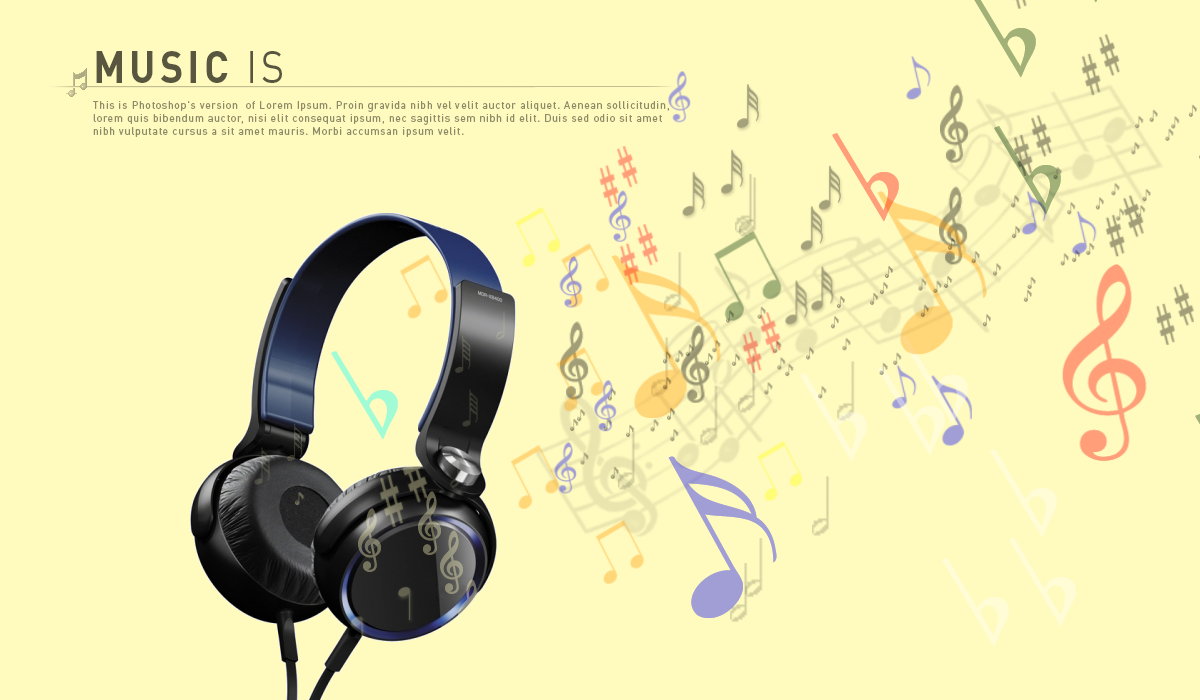 MUSIC IS
This is Photoshop's version  of Lorem Ipsum. Proin gravida nibh vel velit auctor aliquet. Aenean sollicitudin,
lorem quis bibendum auctor, nisi elit consequat ipsum, nec sagittis sem nibh id elit. Duis sed odio sit amet
nibh vulputate cursus a sit amet mauris. Morbi accumsan ipsum velit.